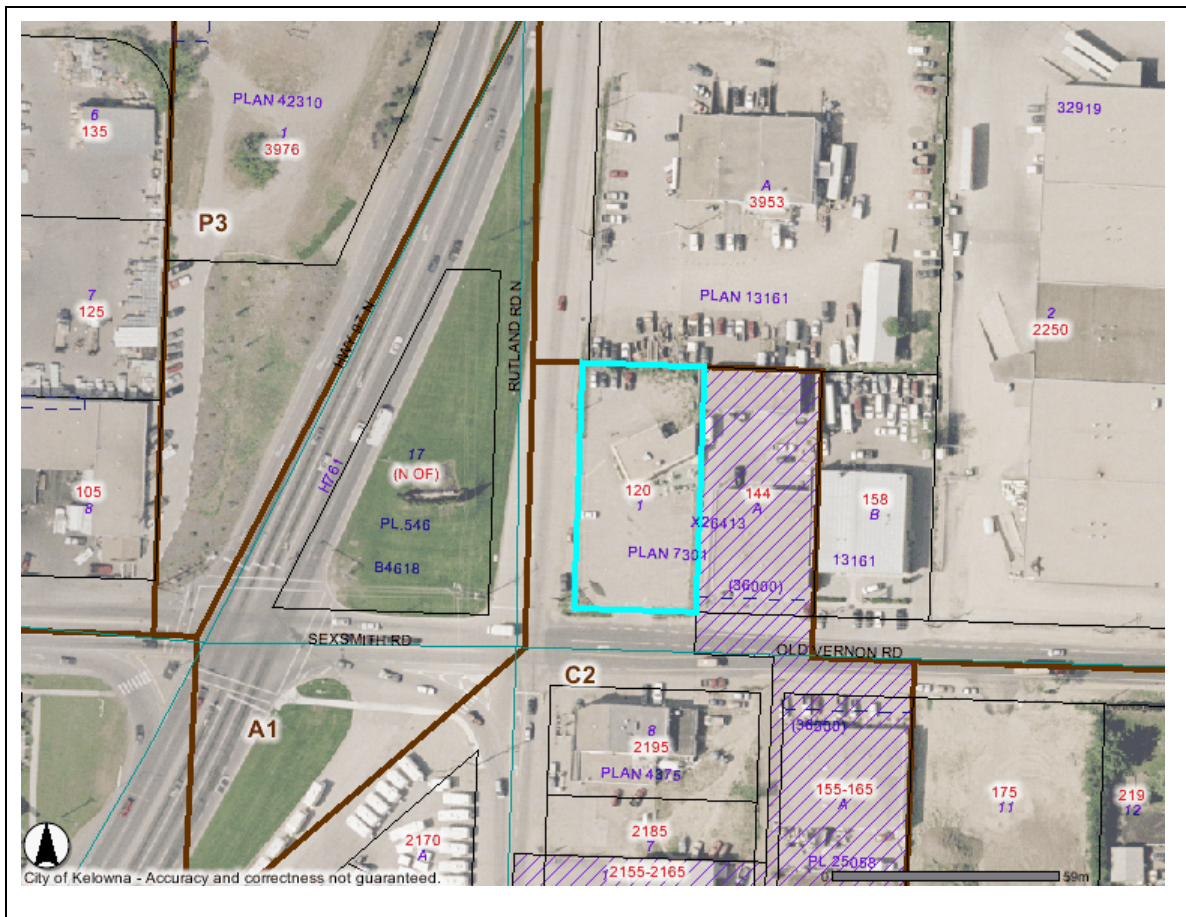 PLAN 42310
6
135
1
3976
32919
A
3953
P3
7
125
PLAN 13161
2
2250
HWY 97 N
RUTLAND RD N
H761
17
(N OF)
105
8
120
1
144
A
158
B
X26413
PL.546
PLAN 7301
13161
B4618
(36000)
SEXSMITH RD
OLD VERNON RD
C2
A1
8
2195
(36000)
PLAN 4375
155-165
A
175
11
219
12
2170
A
2185
7
PL 25058
2155-2165
City of Kelowna - Accuracy and correctness not guaranteed.
0
59m